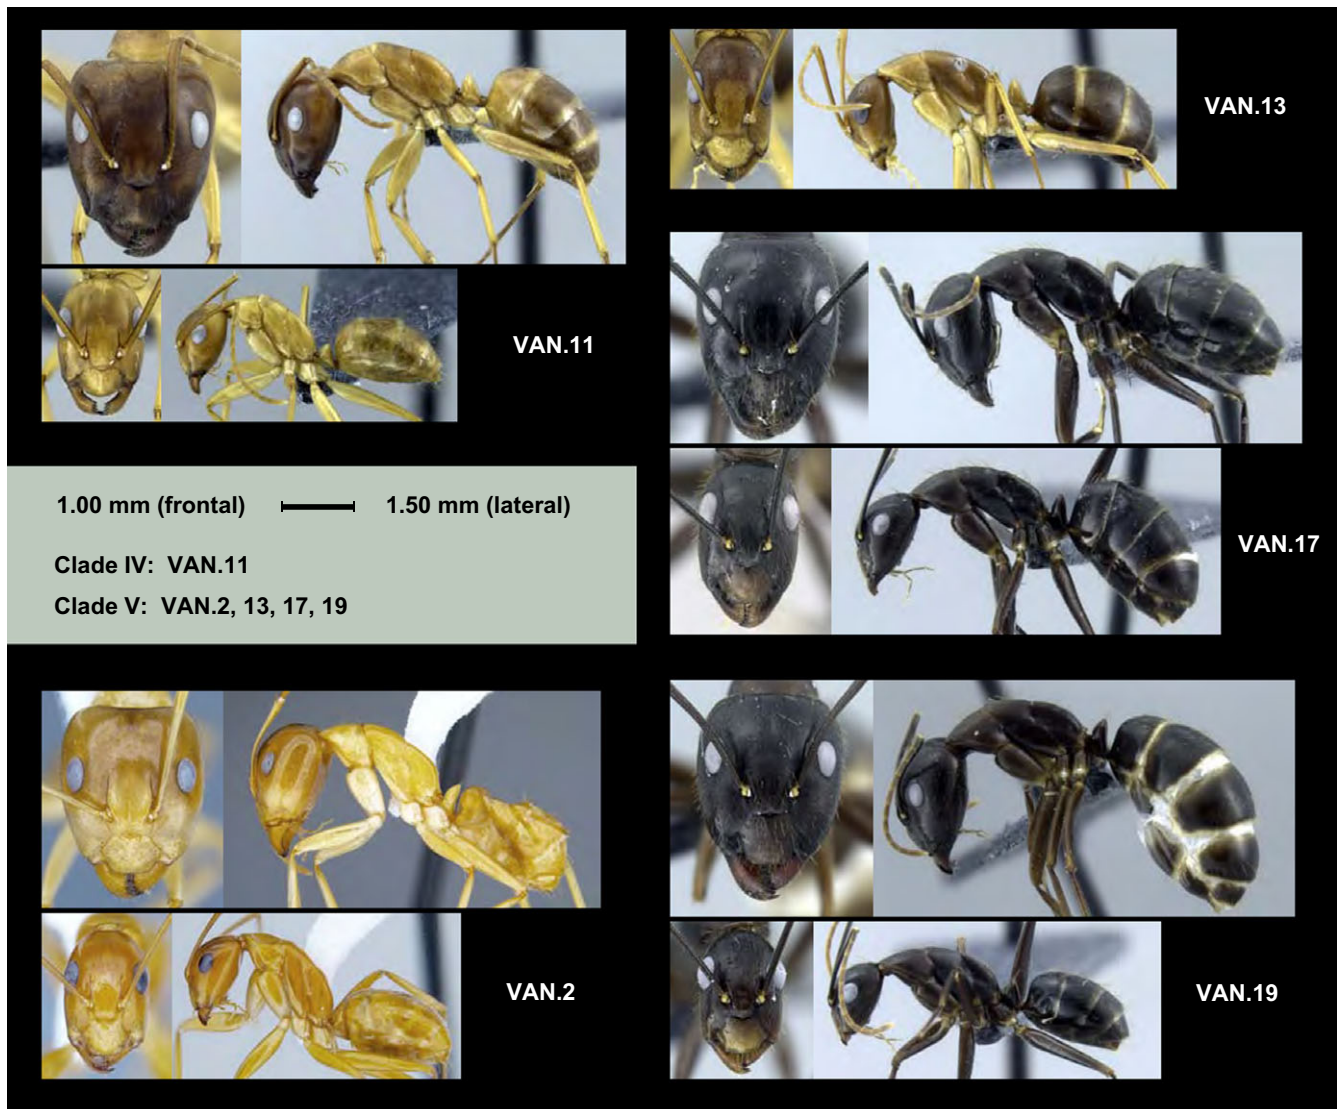 VAN.13
VAN.11
1.00 mm (frontal) 1.50 mm (lateral)
Clade IV: VAN.11
Clade V: VAN.2, 13, 17, 19
VAN.17
VAN.2
VAN.19